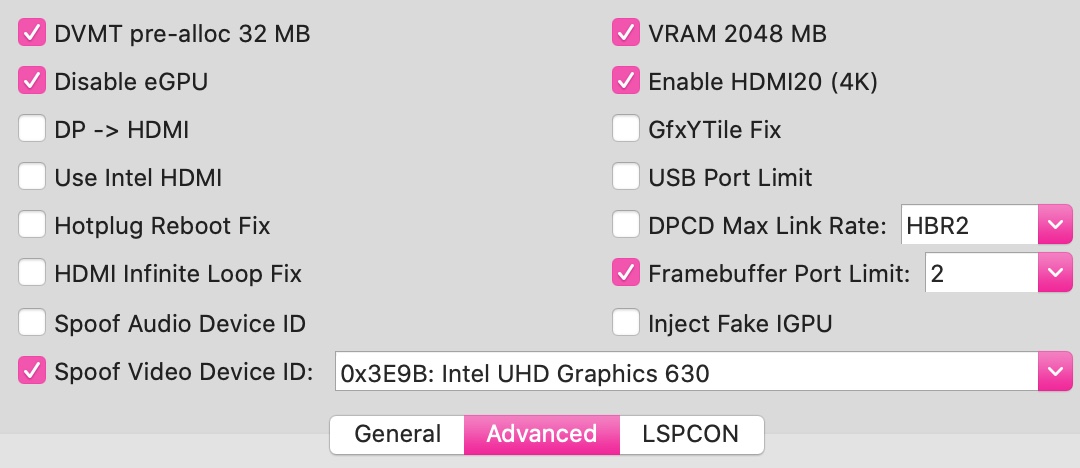 DVMT pre-alloc 32 MB
VRAM 2048 MB
Disable eGPU
Enable HDMI20 (4K)
DP -> HDMI
GfxYTile Fix
Use Intel HDMI
USB Port Limit
Hotplug Reboot Fix
DPCD Max Link Rate: HBR2
HDMI Infinite Loop Fix
Framebuffer Port Limit: 2
Spoof Audio Device ID
Inject Fake IGPU
Spoof Video Device ID: 0x3E9B: Intel UHD Graphics 630
General Advanced LSPCON